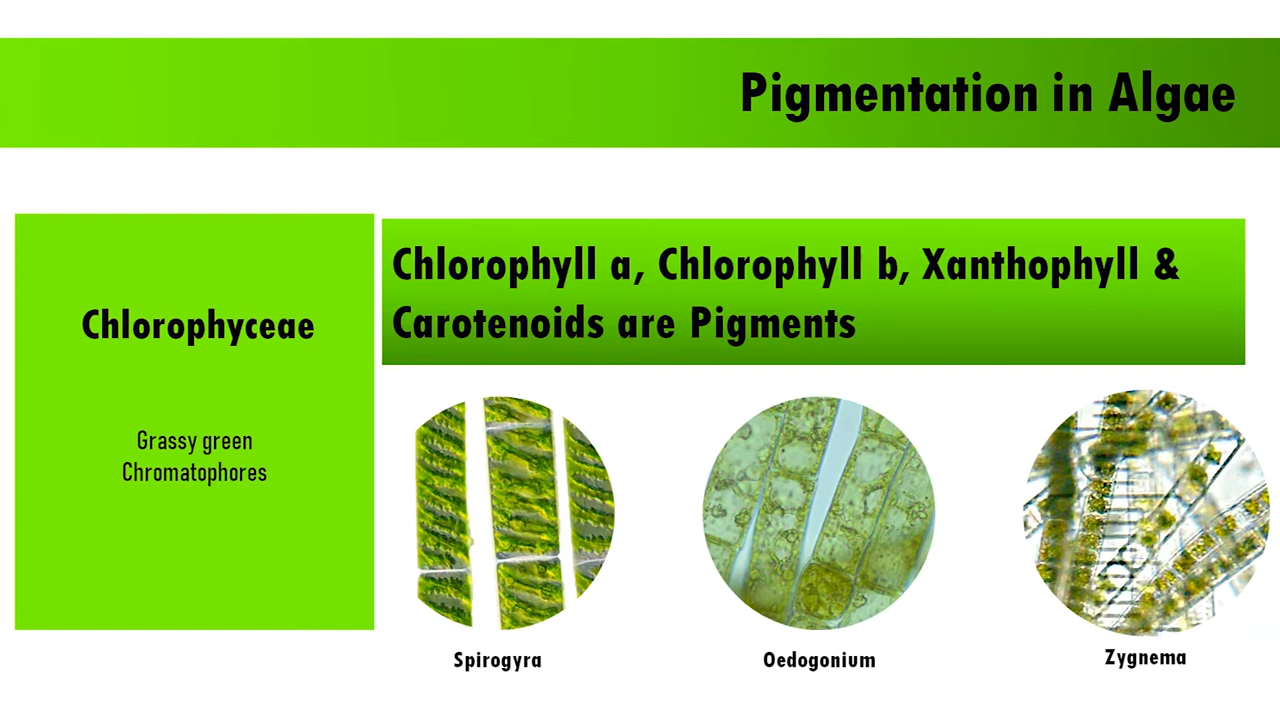 Pigmentation in Algae
Chlorophyceae
Grassy green
Chromatophores
Chlorophyll a, Chlorophyll b, Xanthophyll &
Carotenoids are Pigments
Spirogyra
Oedogonium
Zygnema